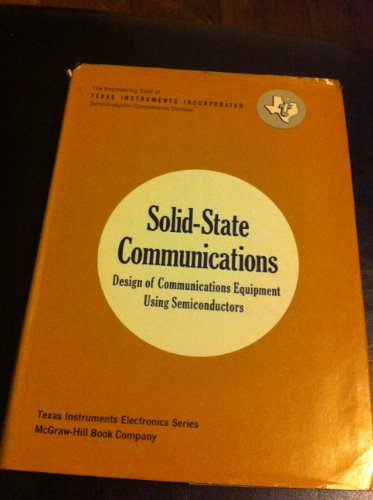 The Engineering Staff of
TEXAS INSTRUMENTS INCORPORATED
Semiconductor-Components Division
Solid-State
Communications
Design of Communications Equipment
Using Semiconductors
Texas Instruments Electronics Series
McGraw-Hill Book Company